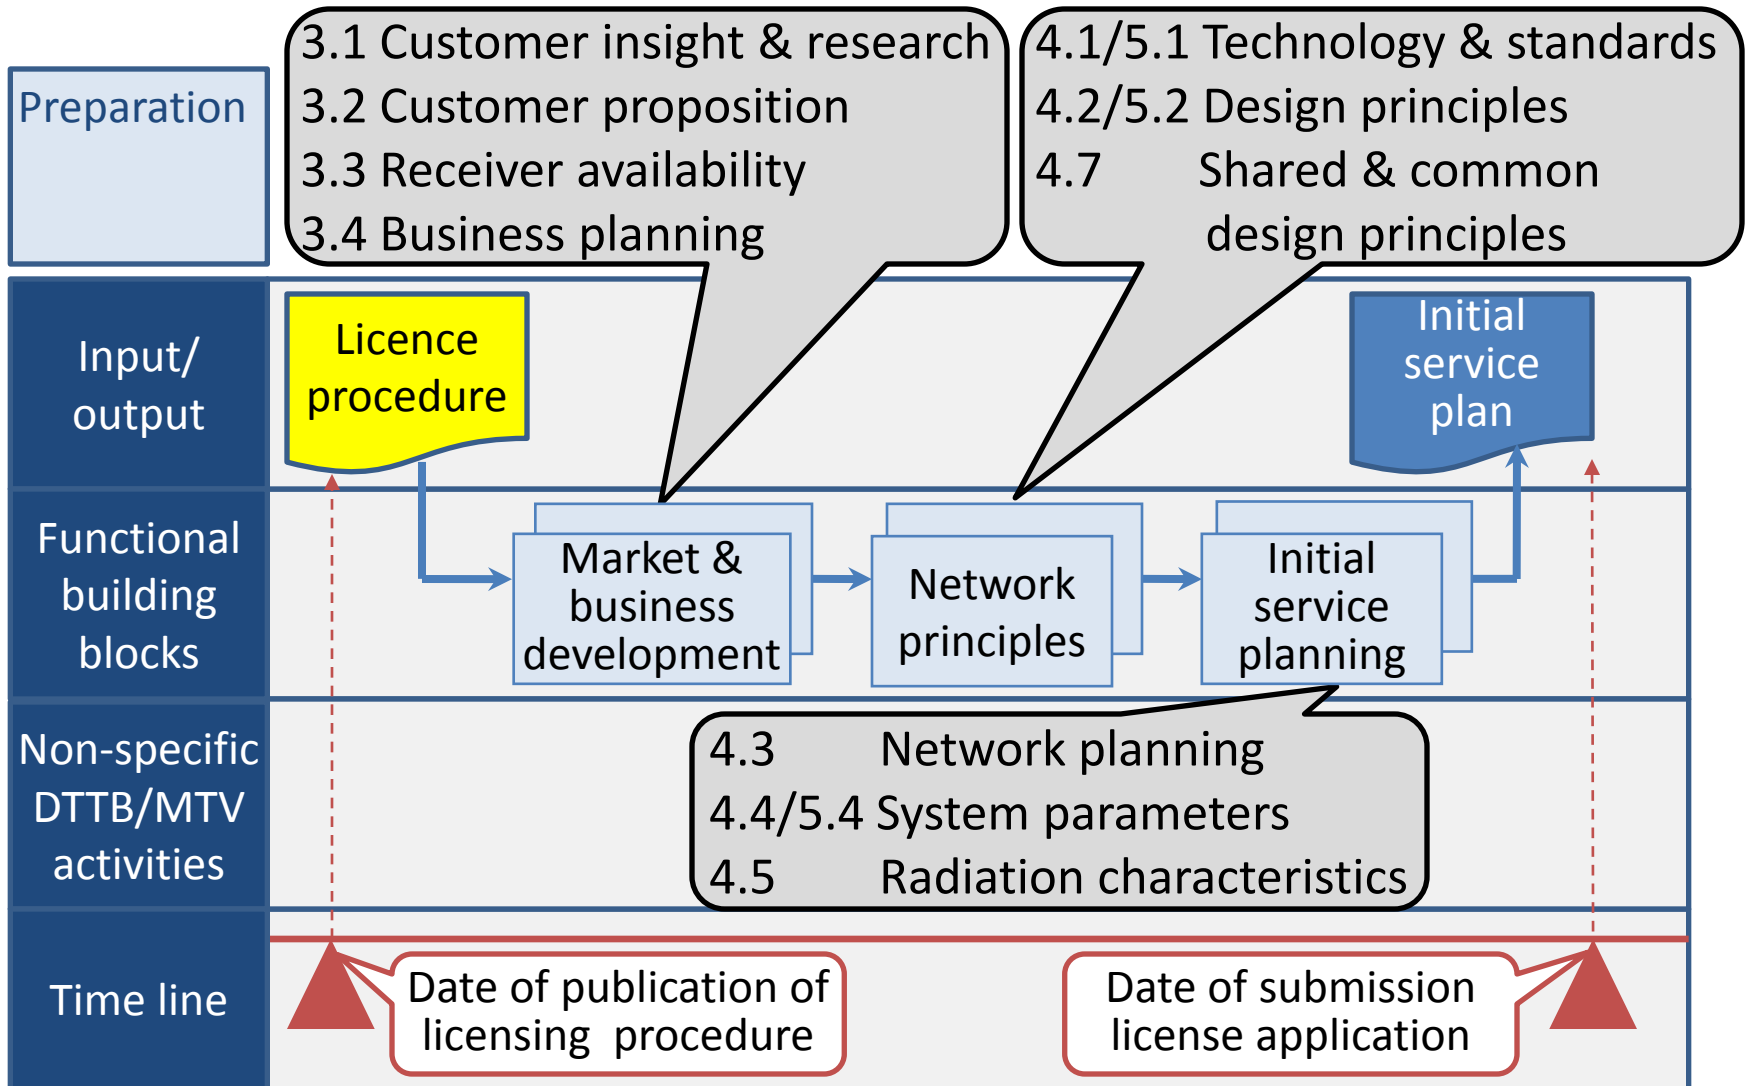 Preparation
3.1 Customer insight & research
3.2 Customer proposition
3.3 Receiver availability
3.4 Business planning
4.1/5.1 Technology & standards
4.2/5.2 Design principles
4.7 Shared & common
design principles
Input/
output
Licence
procedure
Initial
service
plan
Functional
building
blocks
Market &
business
development
Network
principles
Initial
service
planning
Non-specific
DTTB/MTV
activities
4.3 Network planning
4.4/5.4 System parameters
4.5 Radiation characteristics
Time line
Date of publication of
licensing procedure
Date of submission
license application